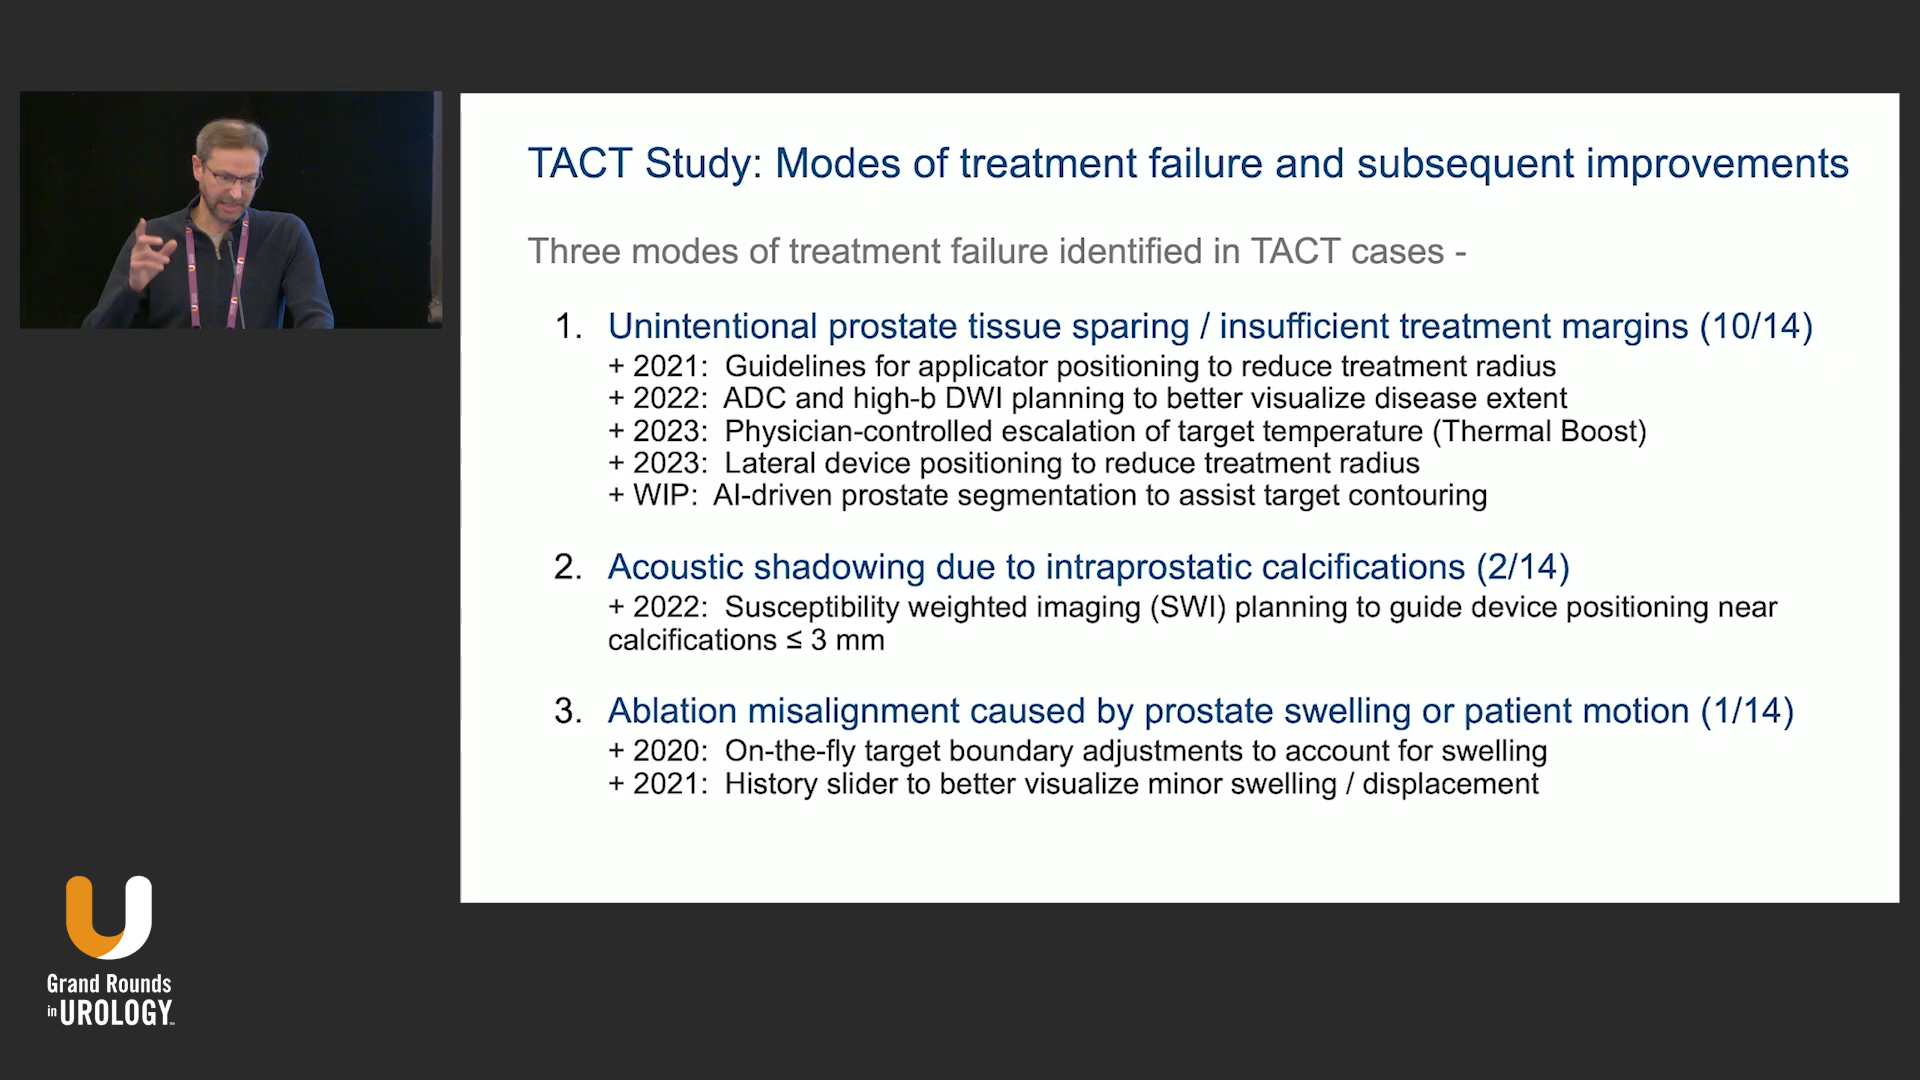 TACT Study: Modes of treatment failure and subsequent improvements
Three modes of treatment failure identified in TACT cases -
1. Unintentional prostate tissue sparing / insufficient treatment margins (10/14)
+ 2021: Guidelines for applicator positioning to reduce treatment radius
+ 2022: ADC and high-b DWI planning to better visualize disease extent
+ 2023: Physician-controlled escalation of target temperature (Thermal Boost)
+ 2023: Lateral device positioning to reduce treatment radius
+ WIP: AI-driven prostate segmentation to assist target contouring
2. Acoustic shadowing due to intraprostatic calcifications (2/14)
+ 2022: Susceptibility weighted imaging (SWI) planning to guide device positioning near
calcifications ≤ 3 mm
3. Ablation misalignment caused by prostate swelling or patient motion (1/14)
+ 2020: On-the-fly target boundary adjustments to account for swelling
+ 2021: History slider to better visualize minor swelling / displacement
Grand Rounds
in UROLOGY™